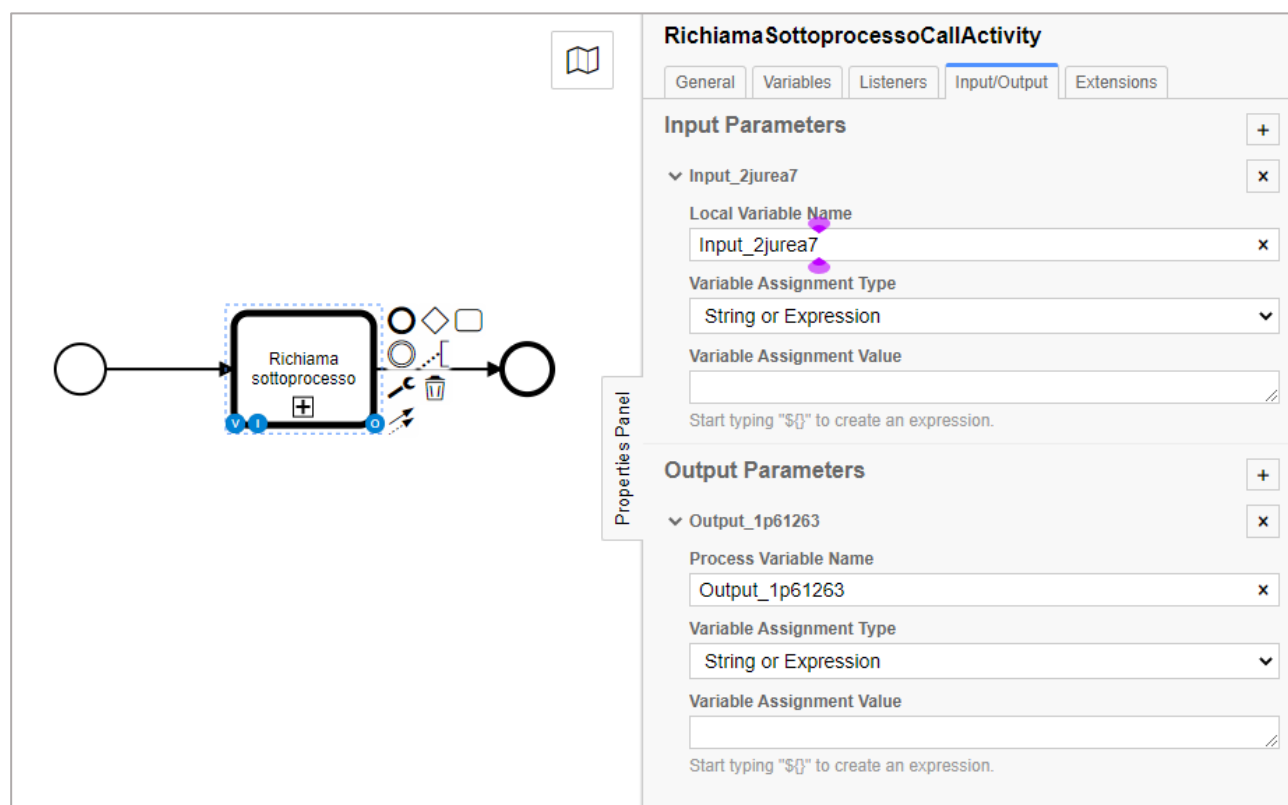 RichiamaSottoprocessoCallActivity
General Variables Listeners Input/Output Extensions
Input Parameters
+
Input_2jurea7
x
Local Variable Name
Input_2jurea7
x
Variable Assignment Type
String or Expression
Variable Assignment Value
Start typing "${}" to create an expression.
Output Parameters
+
Output_1p61263
x
Process Variable Name
Output_1p61263
x
Variable Assignment Type
String or Expression
Variable Assignment Value
Start typing "${}" to create an expression.
Richiama
sottoprocesso
V I O
Properties Panel